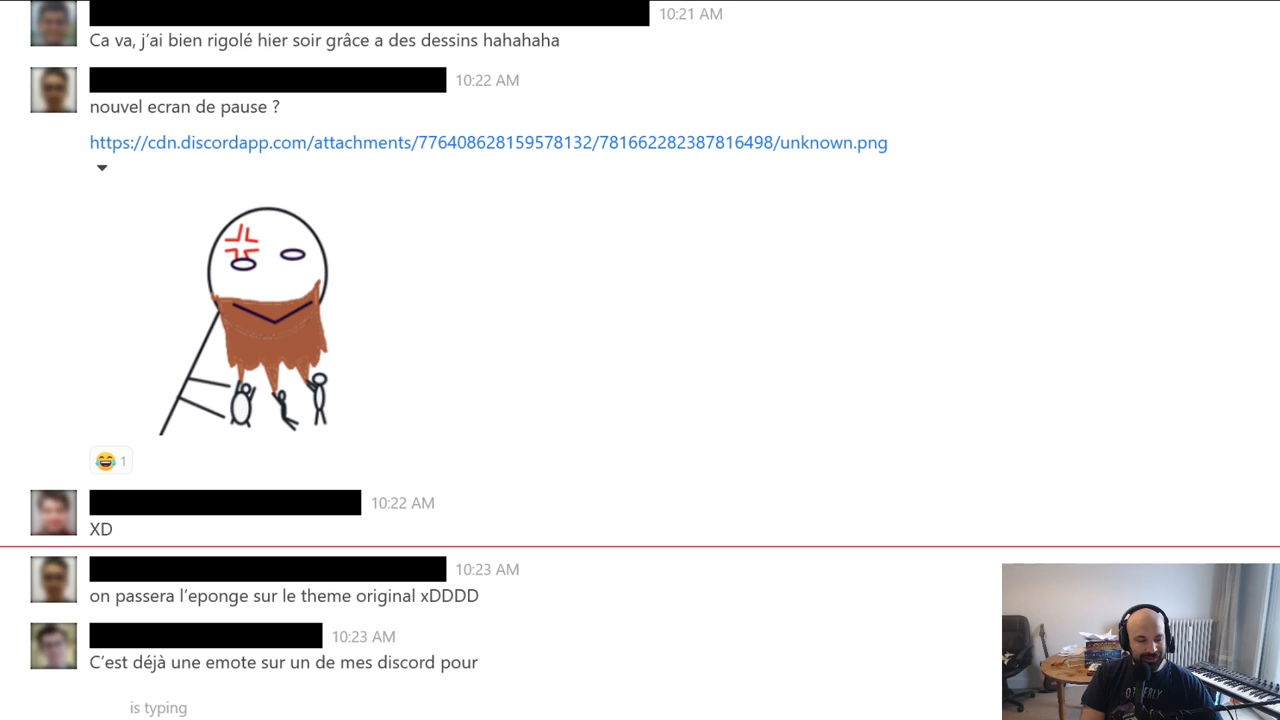 10:21 AM
Ca va, j'ai bien rigolé hier soir grâce a des dessins hahahaha
10:22 AM
nouvel ecran de pause ?
https://cdn.discordapp.com/attachments/776408628159578132/781662282387816498/unknown.png
1
10:22 AM
XD
10:23 AM
on passera l'eponge sur le theme original xDDDD
10:23 AM
C'est déjà une emote sur un de mes discord pour
is typing